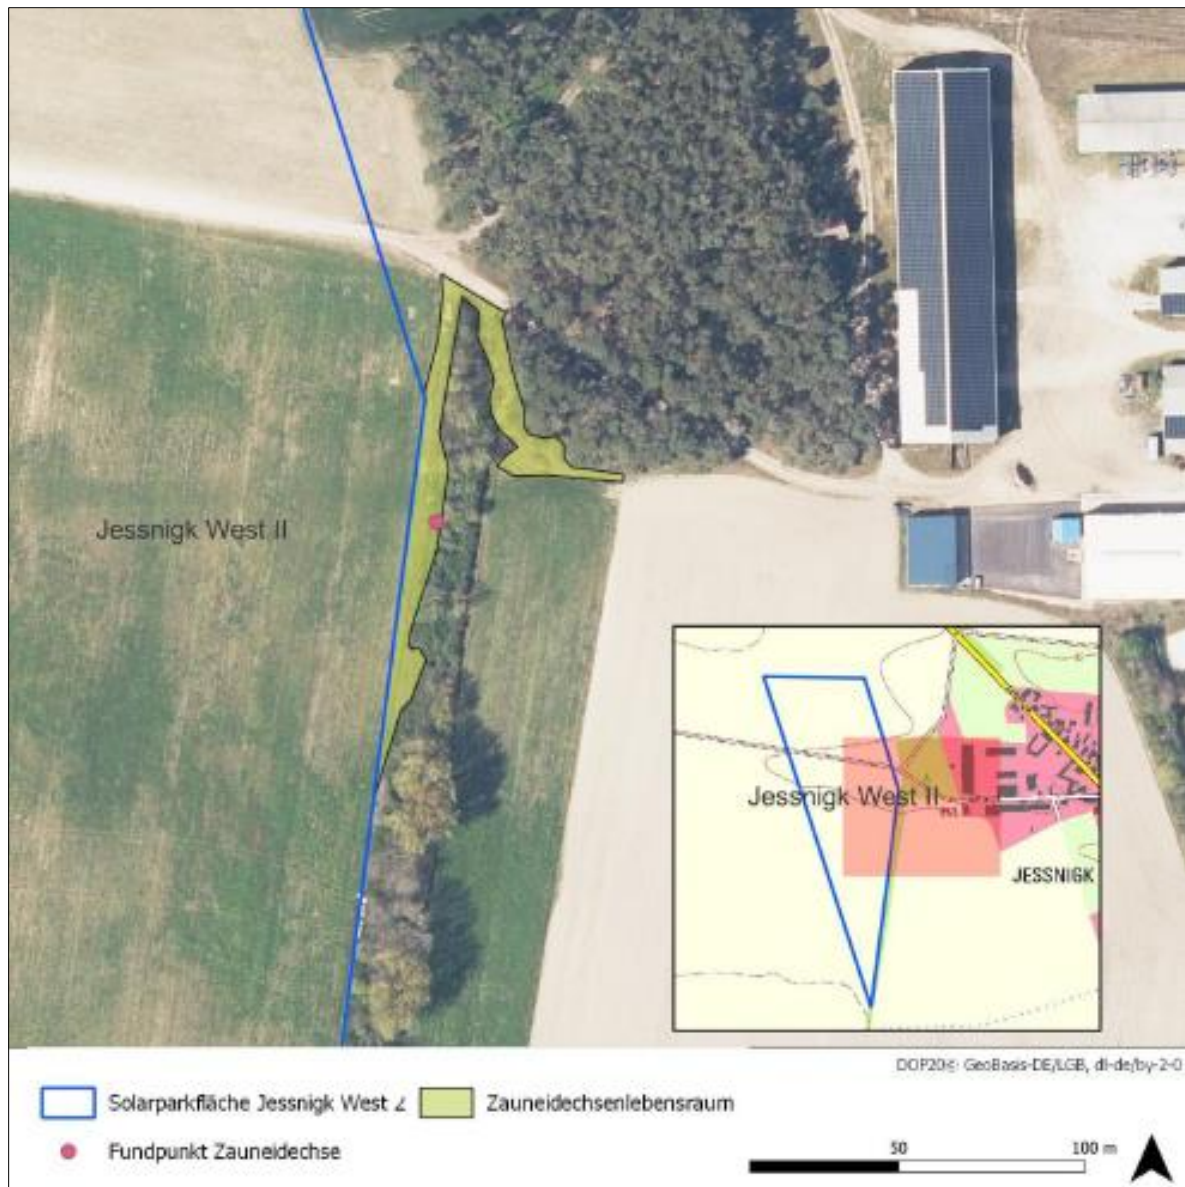 Jessnigk West II
Jessnigk West II
JESSNIGK
DOP20© GeoBasis-DE/LGB, dl-de/by-2-0
Solarparkfläche Jessnigk West 2
Zauneidechsenlebensraum
Fundpunkt Zauneidechse
50
100 m